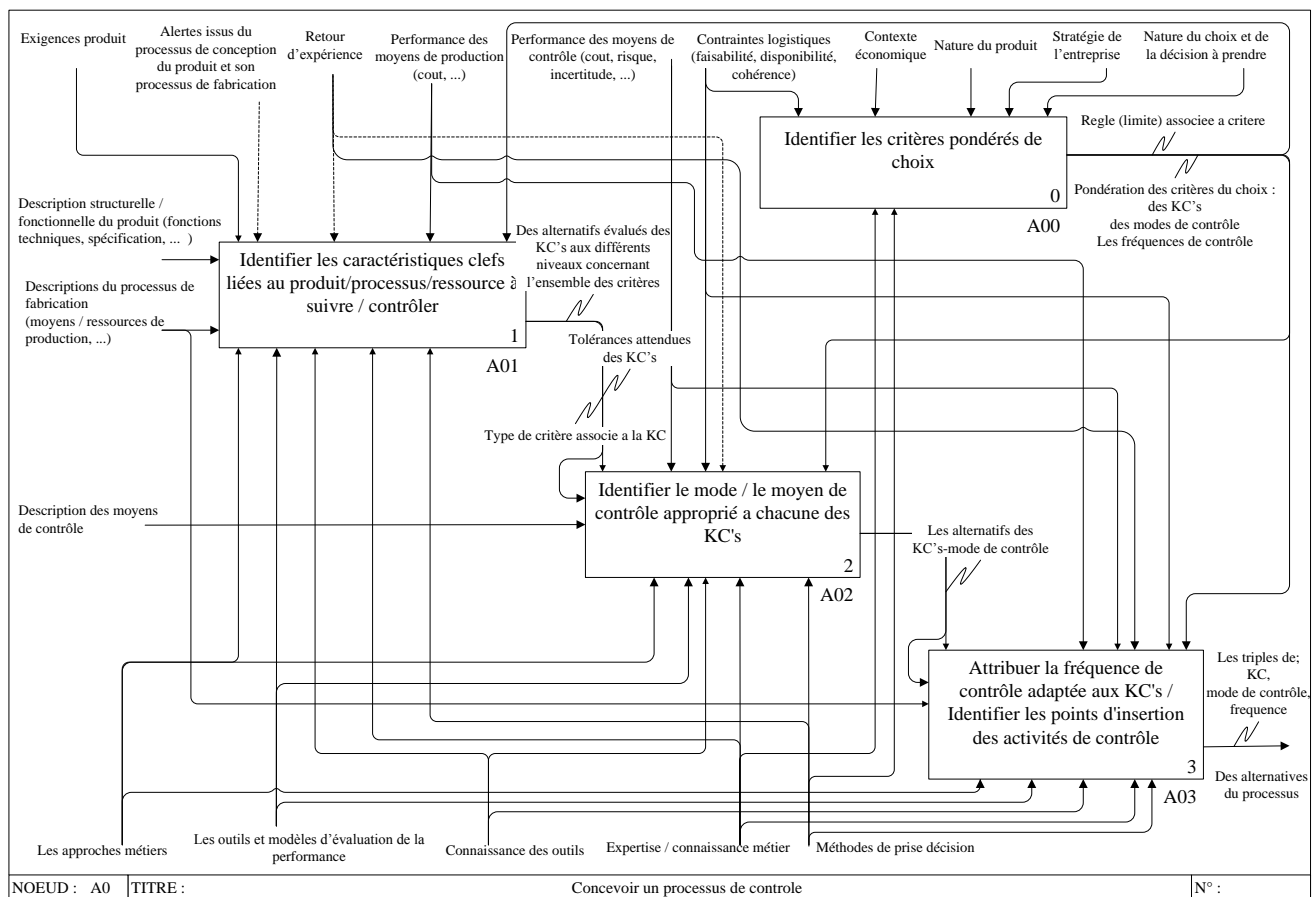 Exigences produit
Alertes issus du
processus de conception
du produit et son
processus de fabrication
Retour
d'expérience
Performance des
moyens de production
(cout, ...)
Performance des moyens de
contrôle (cout, risque,
incertitude, ...)
Contraintes logistiques
(faisabilité, disponibilité,
cohérence)
Contexte
économique
Nature du produit
Stratégie de
l'entreprise
Nature du choix et de
la décision à prendre
Identifier les critères pondérés de
choix
0
A00
Regle (limite) associee a critere
Pondération des critères du choix :
des KC's
des modes de contrôle
Les fréquences de contrôle
Description structurelle /
fonctionnelle du produit (fonctions
techniques, spécification, ... )
Descriptions du processus de
fabrication
(moyens / ressources de
production, ...)
Identifier les caractéristiques clefs
liées au produit/processus/ressource à
suivre / contrôler
1
A01
Des alternatifs évalués des
KC's aux différents
niveaux concernant
l'ensemble des critères
Tolérances attendues
des KC's
Type de critère associe a la KC
Description des moyens
de contrôle
Identifier le mode / le moyen de
contrôle approprié a chacune des
KC's
2
A02
Les alternatifs des
KC's-mode de contrôle
Attribuer la fréquence de
contrôle adaptée aux KC's /
Identifier les points d'insertion
des activités de contrôle
3
A03
Les triples de;
KC,
mode de contrôle,
frequence
Des alternatives
du processus
Les approches métiers
Les outils et modèles d'évaluation de la
performance
Connaissance des outils
Expertise / connaissance métier
Méthodes de prise décision
NOEUD : A0
TITRE :
Concevoir un processus de controle
N° :